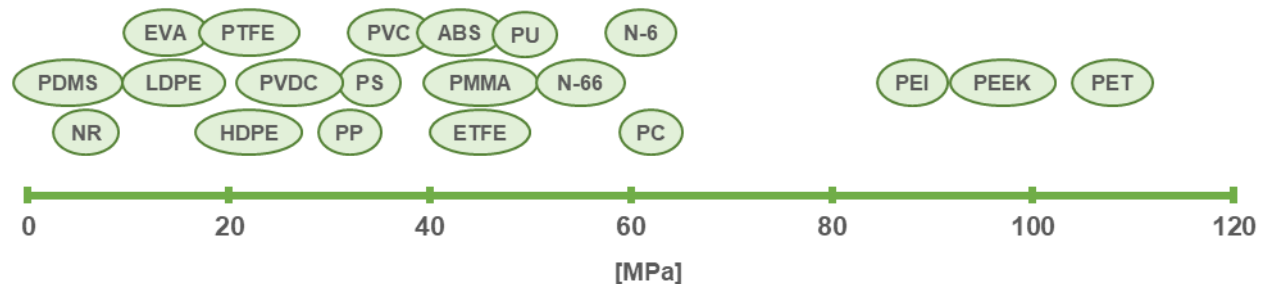 EVA PTFE PVC ABS PU N-6
PDMS LDPE PVDC PS PMMA N-66 PEI PEEK PET
NR HDPE PP ETFE PC
0 20 40 60 80 100 120
[MPa]